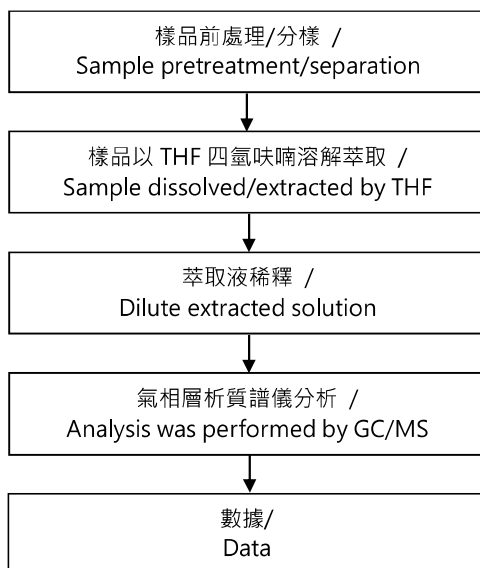 樣品前處理/分樣 /
Sample pretreatment/separation
樣品以 THF 四氫呋喃溶解萃取 /
Sample dissolved/extracted by THF
萃取液稀釋 /
Dilute extracted solution
氣相層析質譜儀分析 /
Analysis was performed by GC/MS
數據/
Data